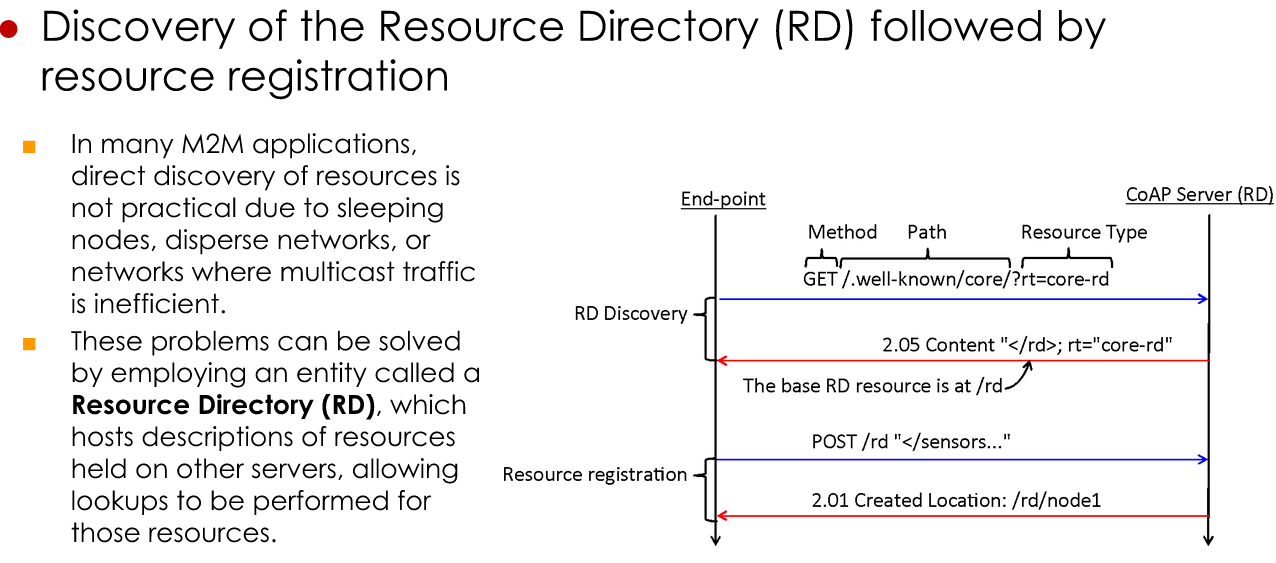 Discovery of the Resource Directory (RD) followed by
resource registration
In many M2M applications,
direct discovery of resources is
not practical due to sleeping
nodes, disperse networks, or
networks where multicast traffic
is inefficient.
These problems can be solved
by employing an entity called a
Resource Directory (RD), which
hosts descriptions of resources
held on other servers, allowing
lookups to be performed for
those resources.
End-point
CoAP Server (RD)
Method Path Resource Type
GET /.well-known/core/?rt=core-rd
RD Discovery
2.05 Content "</rd>; rt="core-rd"
The base RD resource is at /rd
POST /rd "</sensors..."
Resource registration
2.01 Created Location: /rd/node1